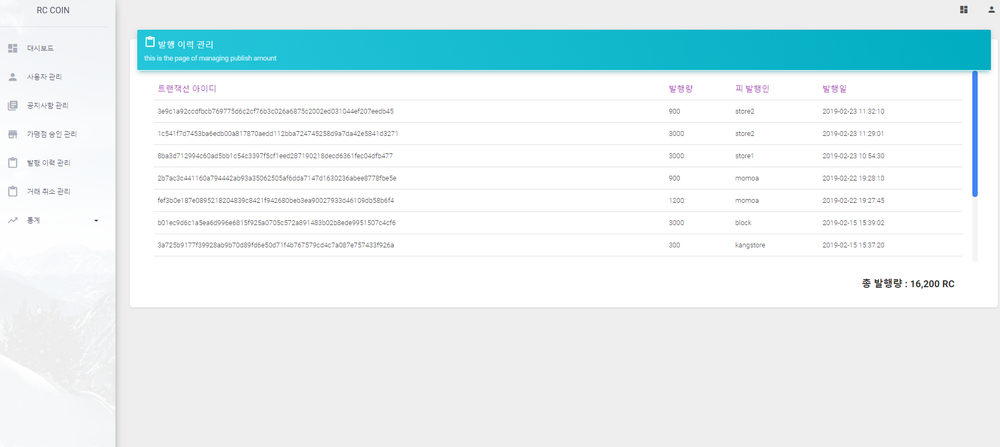 RC COIN
대시보드
사용자 관리
공지사항 관리
가맹점 승인 관리
발행 이력 관리
거래 취소 관리
통계
발행 이력 관리
this is the page of managing publish amount
트랜잭션 아이디 발행량 피 발행인 발행일
3e9c1a92ccdfbcb769775d6c2cf76b3c026a6875c2002ed031044ef207eedb45 900 store2 2019-02-23 11:32:10
1c541f7d7453ba6edb00a817870aedd112bba724745258d9a7da42e5841d3271 3000 store2 2019-02-23 11:29:01
8ba3d712994c60ad5bb1c54c3397f5cf1eed287190218decd6361fec04dfb477 3000 store1 2019-02-23 10:54:30
2b7ac3c441160a794442ab93a35062505af6dda7147d1630236abee8778fbe5e 900 momoa 2019-02-22 19:28:10
fef3b0e187e0895218204839c8421f942680beb3ea90027933d46109db58b6f4 1200 momoa 2019-02-22 19:27:45
b01ec9d6c1a5ea6d996e6815f925a0705c572a891483b02b8ede9951507c4cf6 3000 block 2019-02-15 15:39:02
3a725b9177f39928ab9b70d89fd6e50d71f4b767579cd4c7a087e757433f926a 300 kangstore 2019-02-15 15:37:20
총 발행량 : 16,200 RC